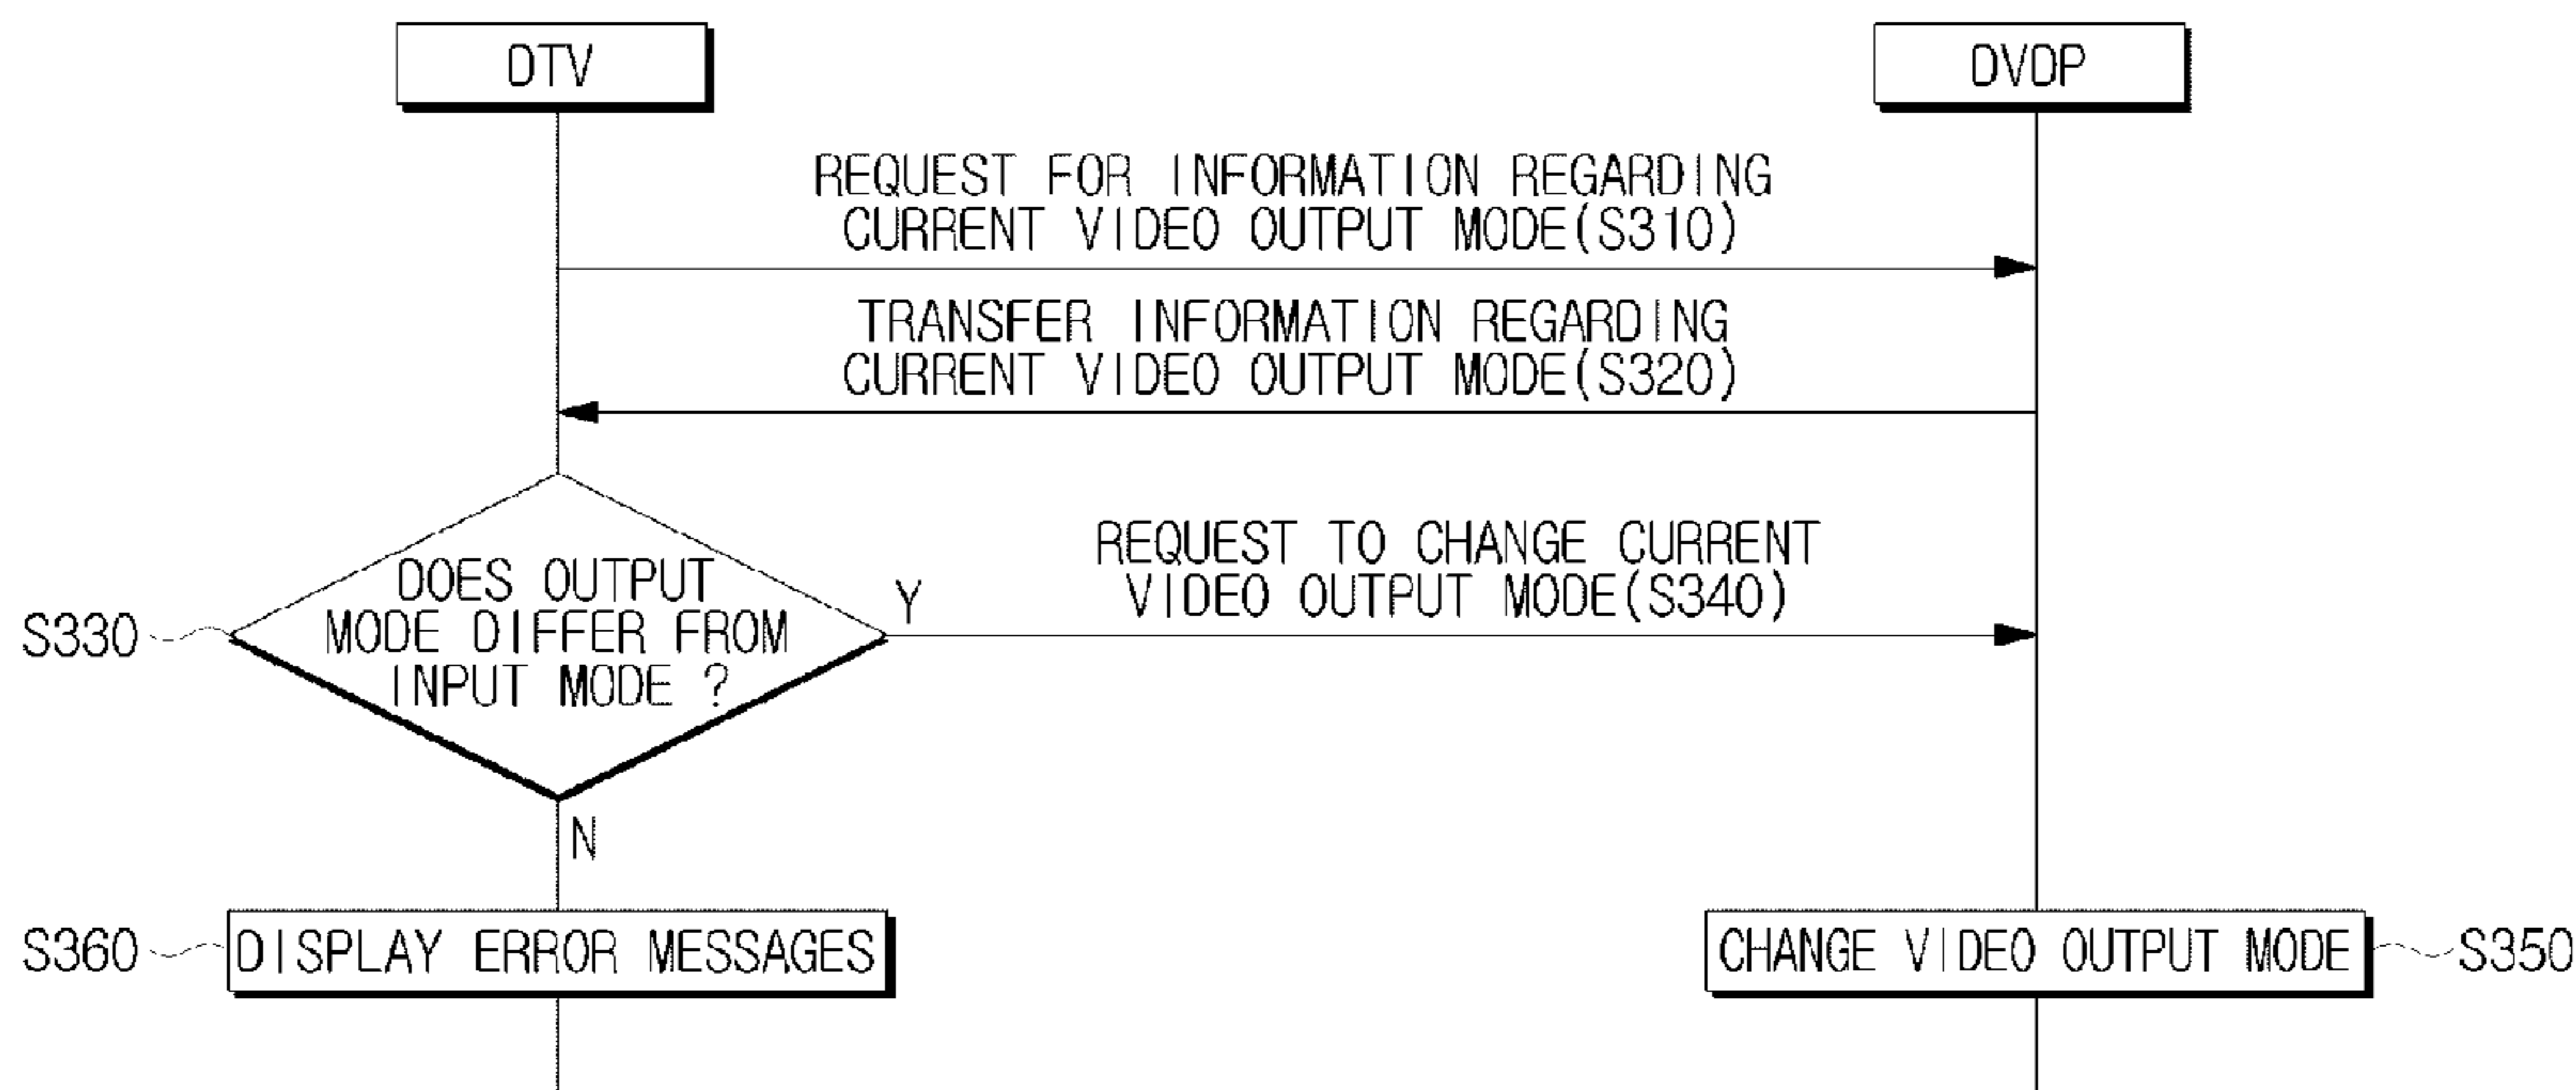 DTV
DVDP
REQUEST FOR INFORMATION REGARDING
CURRENT VIDEO OUTPUT MODE(S310)
TRANSFER INFORMATION REGARDING
CURRENT VIDEO OUTPUT MODE(S320)
DOES OUTPUT
MODE DIFFER FROM
INPUT MODE ?
S330
Y
REQUEST TO CHANGE CURRENT
VIDEO OUTPUT MODE(S340)
N
S360
DISPLAY ERROR MESSAGES
CHANGE VIDEO OUTPUT MODE
S350